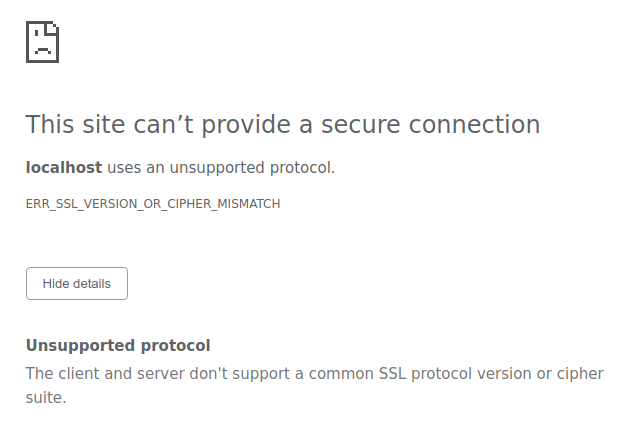 This site can’t provide a secure connection
localhost uses an unsupported protocol.
ERR_SSL_VERSION_OR_CIPHER_MISMATCH
Hide details
Unsupported protocol
The client and server don't support a common SSL protocol version or cipher
suite.